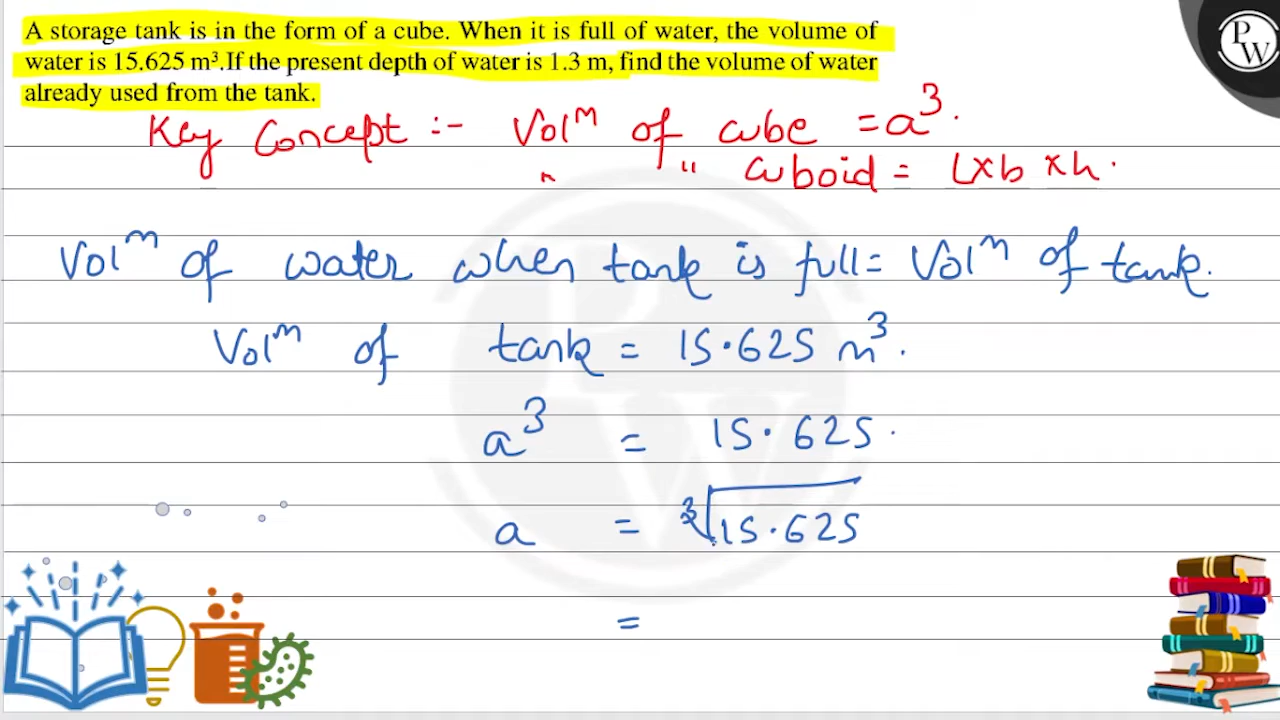 A storage tank is in the form of a cube. When it is full of water, the volume of
water is 15.625 m³.If the present depth of water is 1.3 m, find the volume of water
already used from the tank.
Key Concept :- Volᵐ of cube = a³.
" " cuboid = l×b×h.
Volᵐ of water when tank is full = Volᵐ of tank.
Volᵐ of tank = 15.625 m³.
a³ = 15.625.
a = ∛15.625
=
PW
PW